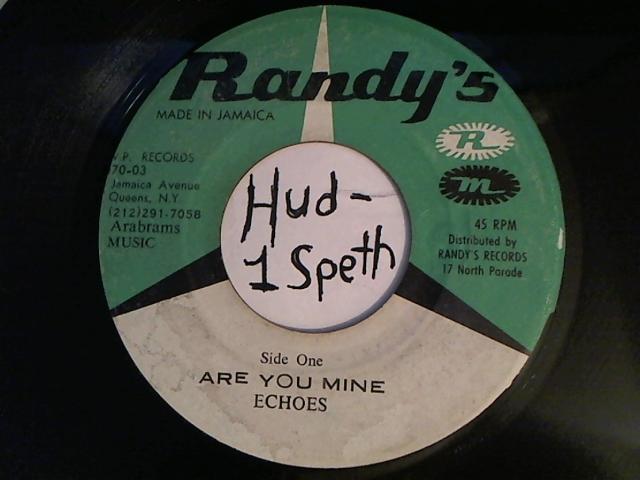 Randy's
MADE IN JAMAICA
V.P. RECORDS
70-03
Jamaica Avenue
Queens, N.Y.
(212)291-7058
Arabrams
MUSIC
Hud-
1 Speth
R
M
45 RPM
Distributed by
RANDY'S RECORDS
17 North Parade
Side One
ARE YOU MINE
ECHOES